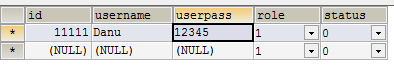 id username userpass role status
* 11111 Danu 12345 1 0
* (NULL) (NULL) (NULL) 1 0